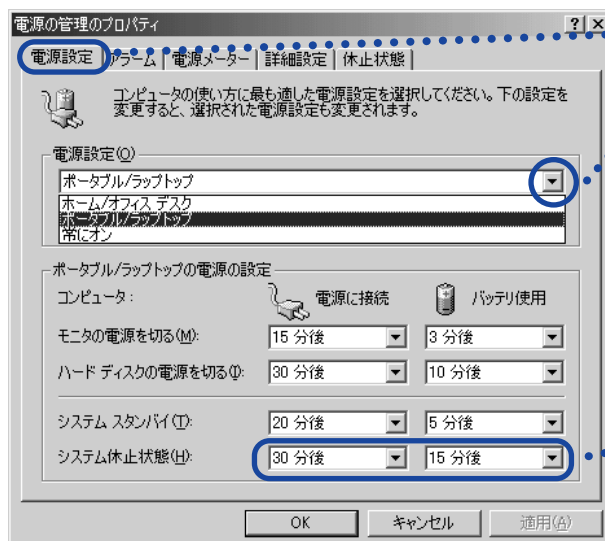 電源の管理のプロパティ
電源設定 アラーム 電源メーター 詳細設定 休止状態
コンピュータの使い方に最も適した電源設定を選択してください。下の設定を
変更すると、選択された電源設定も変更されます。
電源設定(O)
ポータブル/ラップトップ
ホーム/オフィス デスク
ポータブル/ラップトップ
常にオン
ポータブル/ラップトップの電源の設定
コンピュータ: 電源に接続 バッテリ使用
モニタの電源を切る(M): 15 分後 3 分後
ハード ディスクの電源を切る(I): 30 分後 10 分後
システム スタンバイ(T): 20 分後 5 分後
システム休止状態(H): 30 分後 15 分後
OK キャンセル 適用(A)